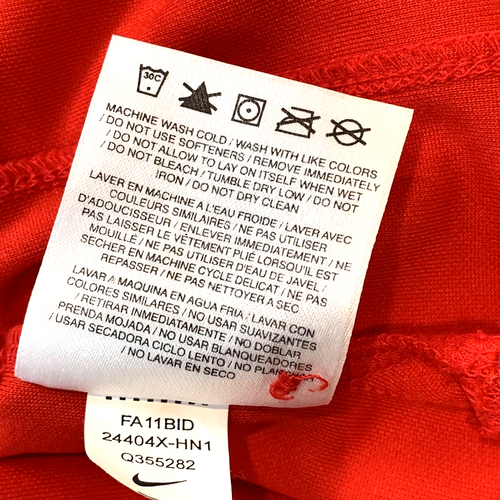 30C
MACHINE WASH COLD / WASH WITH LIKE COLORS
/ DO NOT USE SOFTENERS / REMOVE IMMEDIATELY
/ DO NOT ALLOW TO LAY ON ITSELF WHEN WET
/ DO NOT BLEACH / TUMBLE DRY LOW / DO NOT
IRON / DO NOT DRY CLEAN
LAVER EN MACHINE A L'EAU FROIDE / LAVER AVEC
COULEURS SIMILAIRES / NE PAS UTILISER
D'ADOUCISSEUR / ENLEVER IMMEDIATEMENT / NE
PAS LAISSER LE VÊTEMENT PLIÉ LORSQU'IL EST
MOUILLÉ / NE PAS UTILISER D'EAU DE JAVEL /
SECHER EN MACHINE CYCLE DELICAT / NE PAS
REPASSER / NE PAS NETTOYER A SEC
LAVAR A MAQUINA EN AGUA FRIA / LAVAR CON
COLORES SIMILARES / NO USAR SUAVIZANTES
/ RETIRAR INMEDIATAMENTE / NO DOBLAR
PRENDA MOJADA / NO USAR BLANQUEADORES
/ USAR SECADORA CICLO LENTO / NO PLANCHAR
/ NO LAVAR EN SECO
FA11BID
24404X-HN1
Q355282